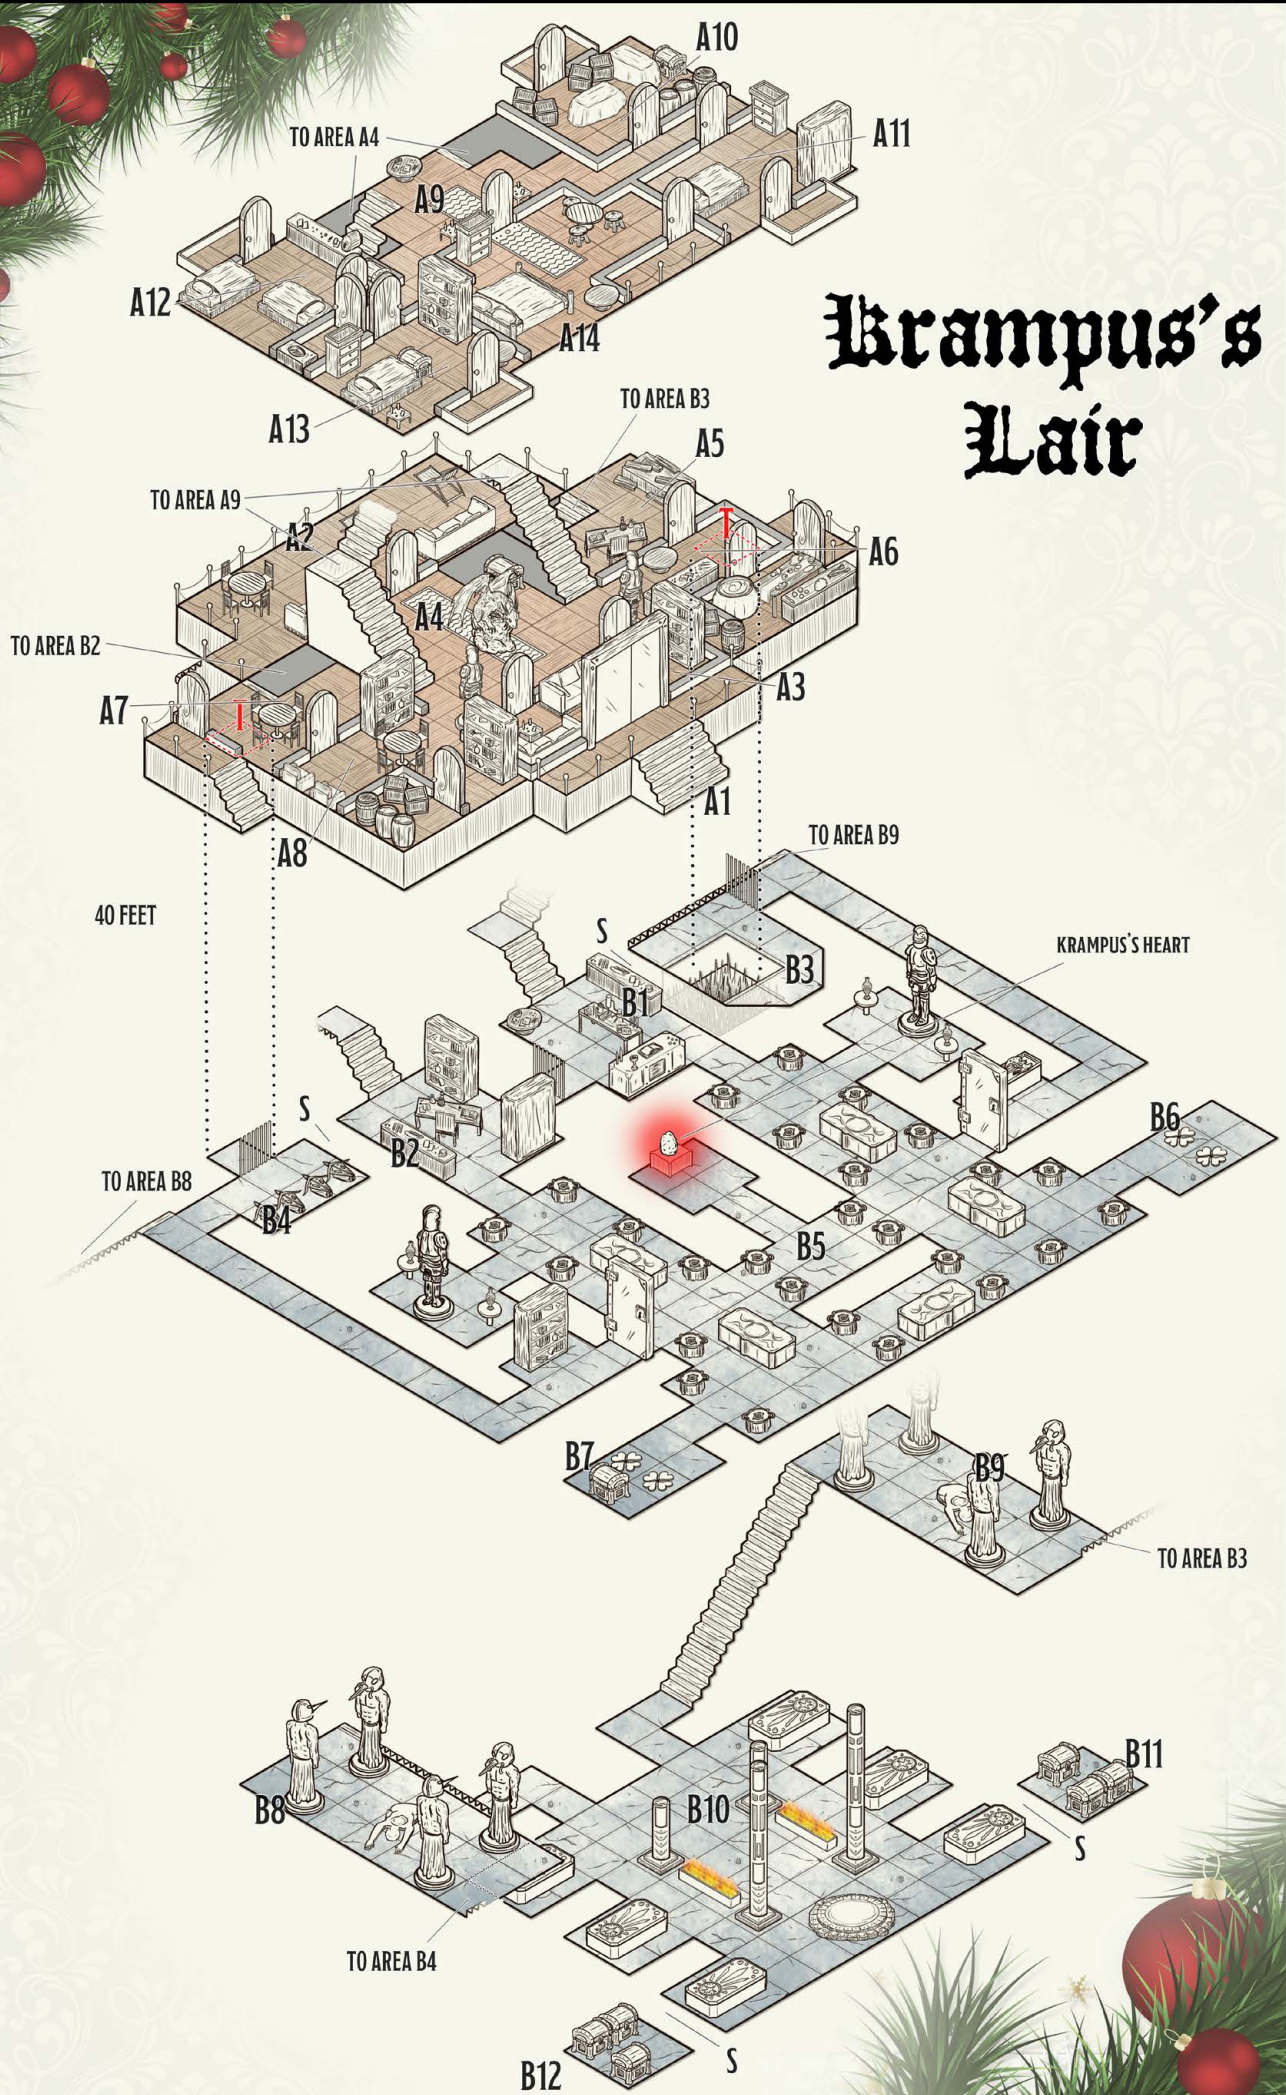 A10
TO AREA A4
A11
A9
A12
A14
Krampus's
Lair
TO AREA B3
A13
A5
TO AREA A9
A2
T
A6
A4
TO AREA B2
A3
A7
T
A1
TO AREA B9
A8
40 FEET
S
KRAMPUS'S HEART
B3
B1
S
B6
B2
TO AREA B8
B4
B5
B7
B9
TO AREA B3
B11
B8
B10
S
TO AREA B4
S
B12